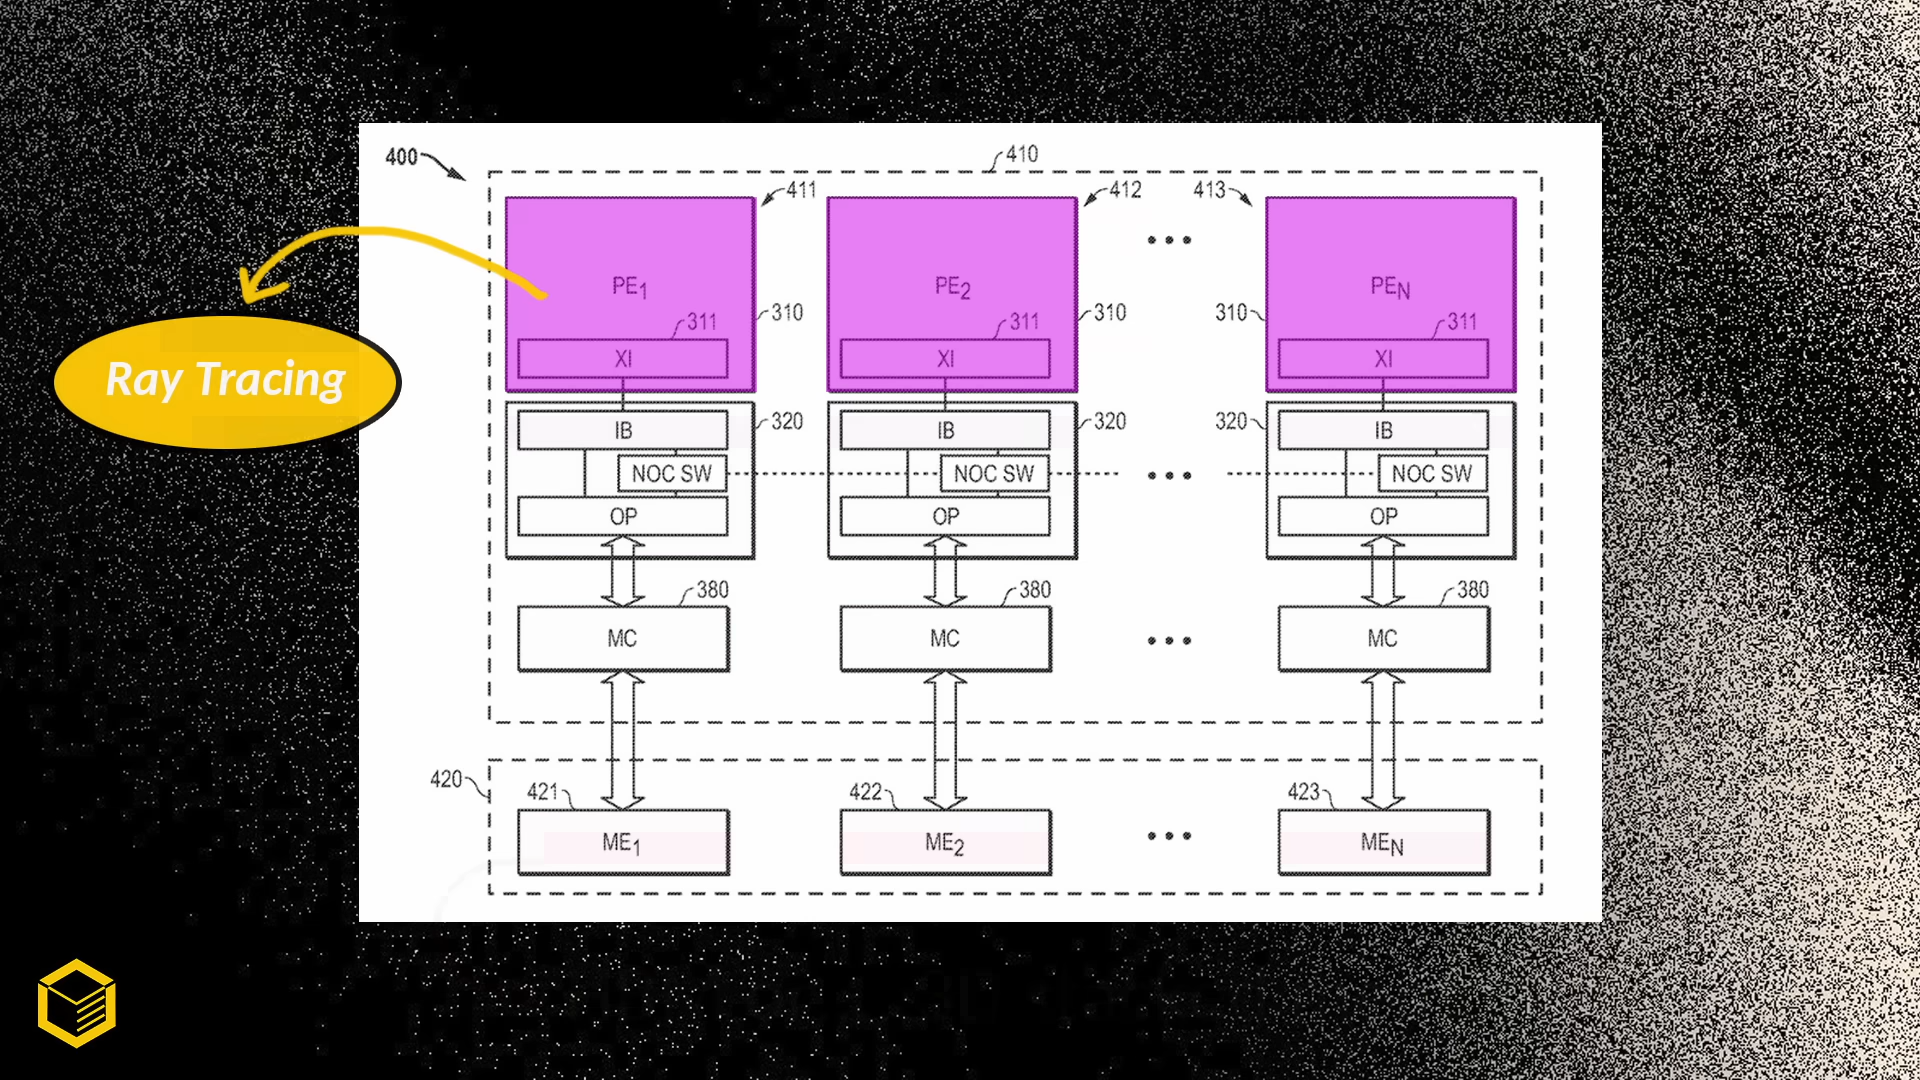 400
410
411
412
413
PE1
PE2
PEN
310
310
310
311
311
311
XI
XI
XI
Ray Tracing
320
320
320
IB
IB
IB
NOC SW
NOC SW
NOC SW
OP
OP
OP
380
380
380
MC
MC
MC
420
421
422
423
ME1
ME2
MEN